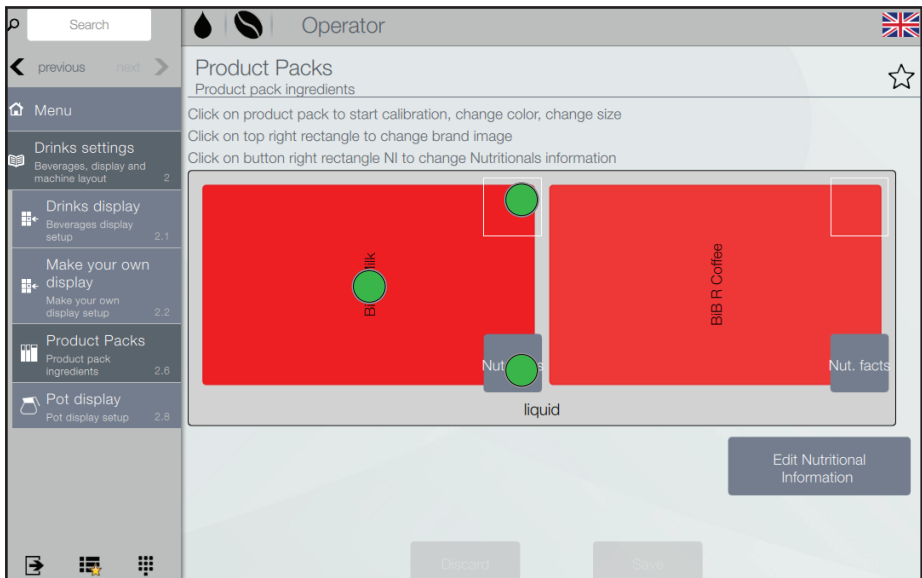 Search
Operator
previous next
Product Packs
Product pack ingredients
Menu
Click on product pack to start calibration, change color, change size
Click on top right rectangle to change brand image
Click on button right rectangle NI to change Nutritionals information
Drinks settings
Beverages, display and
machine layout 2
Drinks display
Beverages display
setup 2.1
Make your own
display
Make your own
display setup 2.2
Product Packs
Product pack
ingredients 2.6
Pot display
Pot display setup 2.8
BiB R Coffee
Nut. facts
liquid
Edit Nutritional
Information
Discard Save